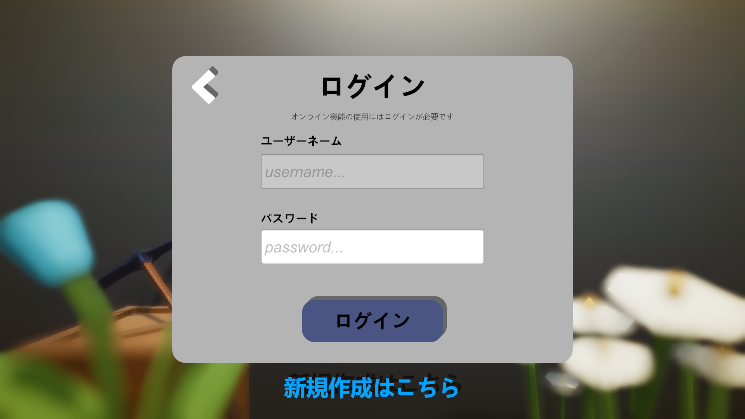 ログイン
オンライン機能の使用にはログインが必要です
ユーザーネーム
username...
パスワード
password...
ログイン
新規作成はこちら